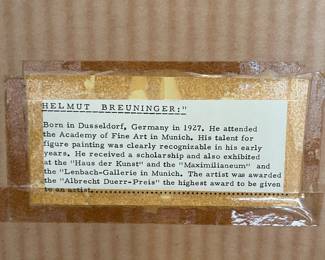 HELMUT BREUNINGER:"
Born in Dusseldorf, Germany in 1927. He attended
the Academy of Fine Art in Munich. His talent for
figure painting was clearly recognizable in his early
years. He received a scholarship and also exhibited
at the "Haus der Kunst" and the "Maximilianeum" and
the "Lenbach-Gallerie in Munich. The artist was awarded
the "Albrecht Duerr-Preis" the highest award to be given
to an artist..............